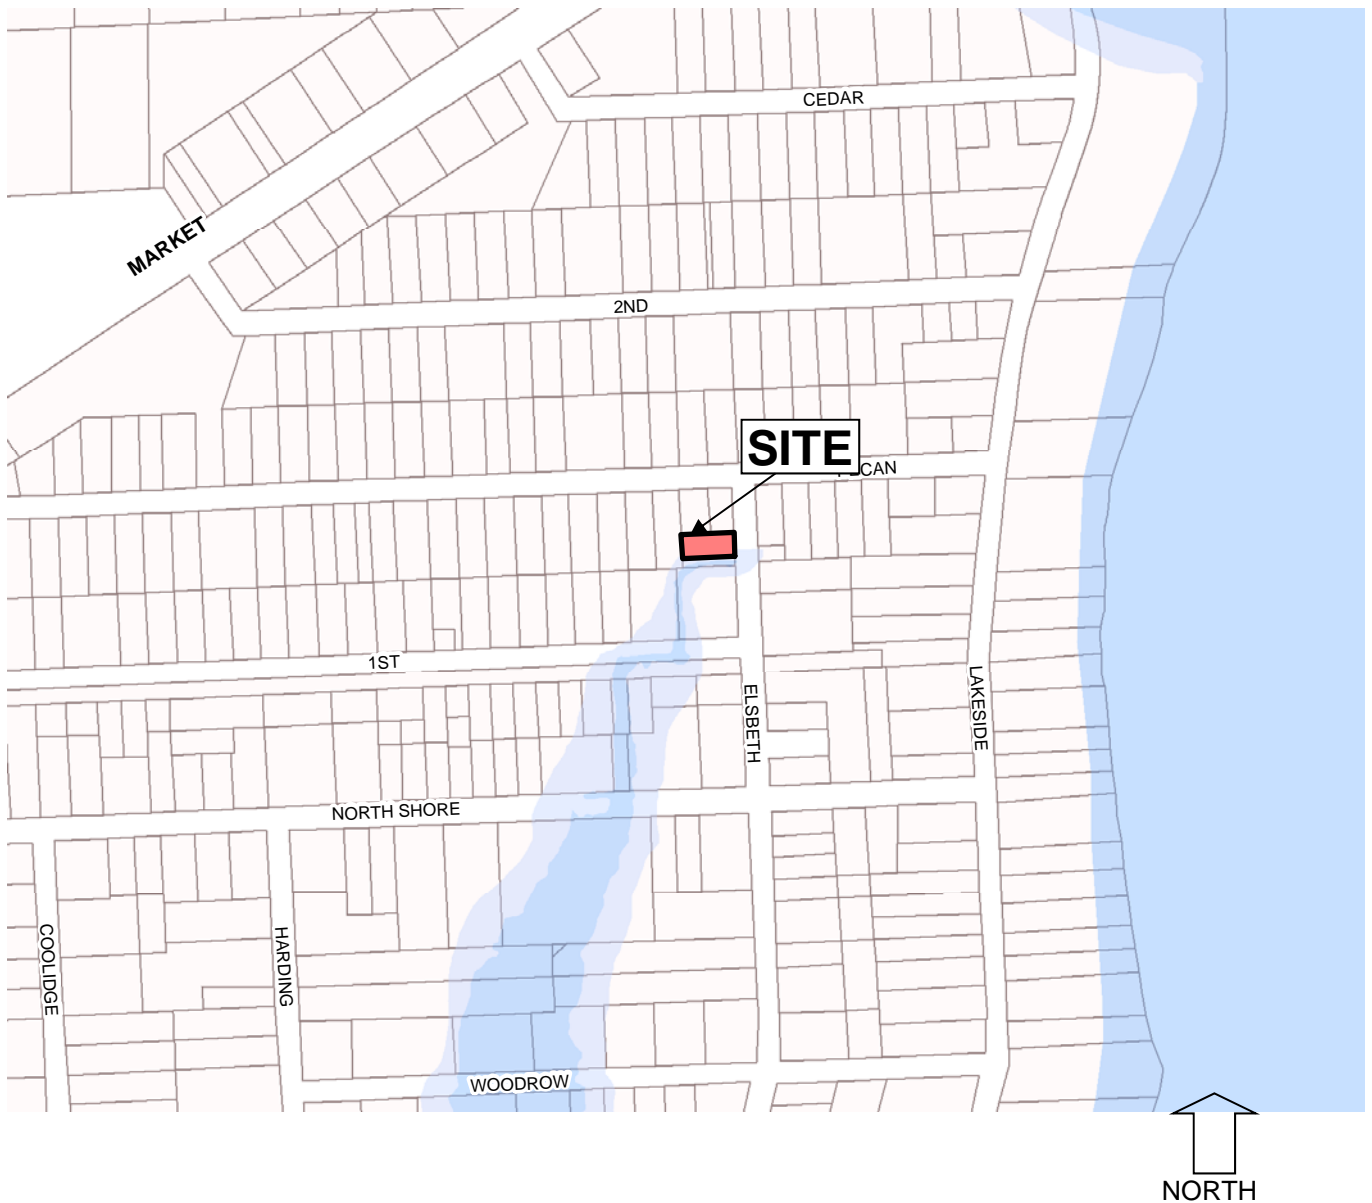 CEDAR
MARKET
2ND
SITE
CAN
1ST
ELSBETH
LAKESIDE
NORTH SHORE
COOLIDGE
HARDING
WOODROW
NORTH